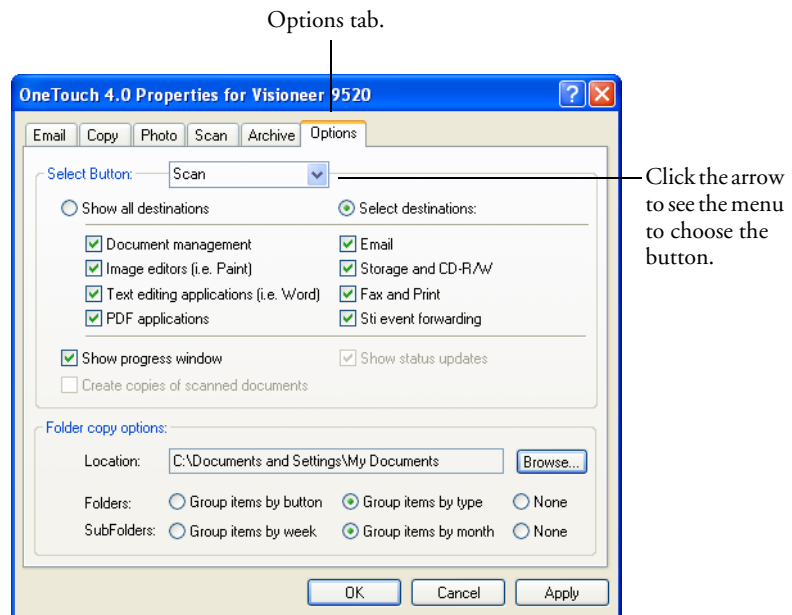 Options tab.
OneTouch 4.0 Properties for Visioneer 9520
Email Copy Photo Scan Archive Options
Select Button: Scan
Click the arrow
to see the menu
to choose the
button.
Show all destinations Select destinations:
Document management Email
Image editors (i.e. Paint) Storage and CD-R/W
Text editing applications (i.e. Word) Fax and Print
PDF applications Sti event forwarding
Show progress window Show status updates
Create copies of scanned documents
Folder copy options:
Location: C:\Documents and Settings\My Documents Browse...
Folders: Group items by button Group items by type None
SubFolders: Group items by week Group items by month None
OK Cancel Apply